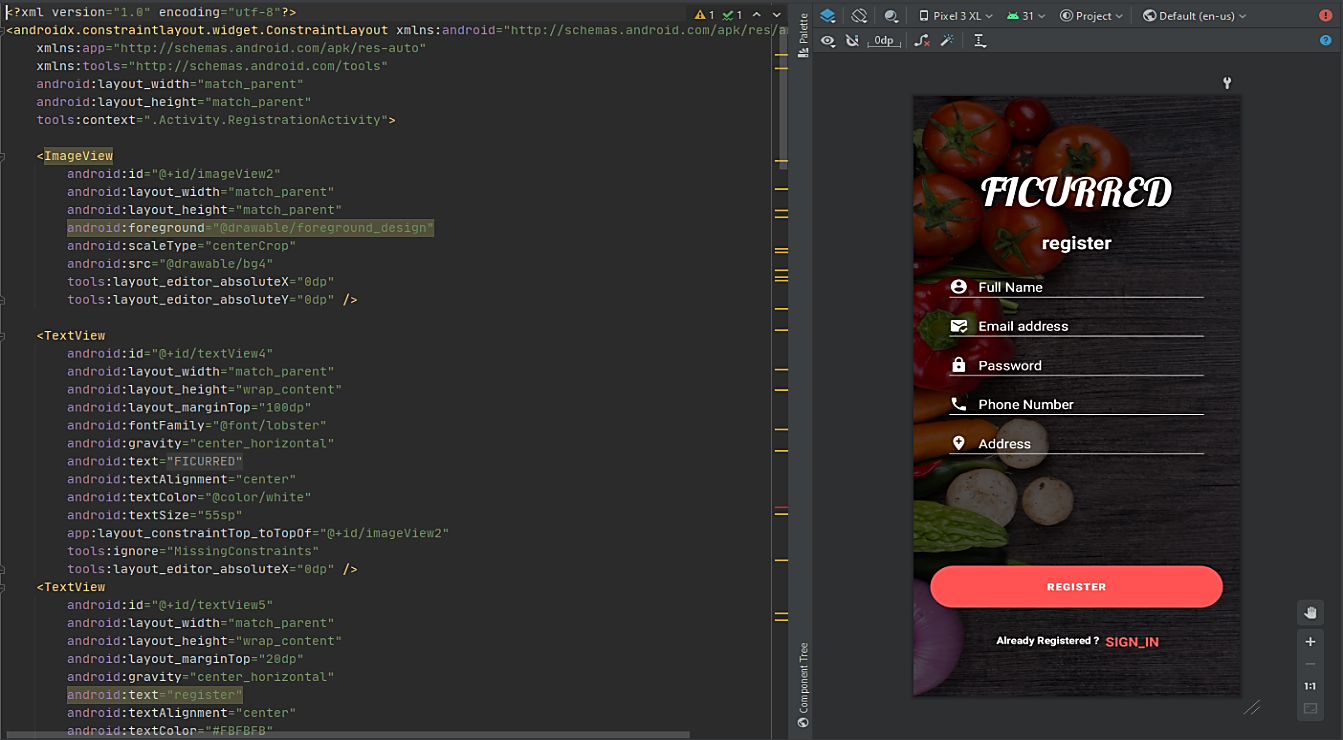 <?xml version="1.0" encoding="utf-8"?>
<androidx.constraintlayout.widget.ConstraintLayout xmlns:android="http://schemas.android.com/apk/res/a
xmlns:app="http://schemas.android.com/apk/res-auto"
xmlns:tools="http://schemas.android.com/tools"
android:layout_width="match_parent"
android:layout_height="match_parent"
tools:context=".Activity.RegistrationActivity">
<ImageView
android:id="@+id/imageView2"
android:layout_width="match_parent"
android:layout_height="match_parent"
android:foreground="@drawable/foreground_design"
android:scaleType="centerCrop"
android:src="@drawable/bg4"
tools:layout_editor_absoluteX="0dp"
tools:layout_editor_absoluteY="0dp" />
<TextView
android:id="@+id/textView4"
android:layout_width="match_parent"
android:layout_height="wrap_content"
android:layout_marginTop="100dp"
android:fontFamily="@font/lobster"
android:gravity="center_horizontal"
android:text="FICURRED"
android:textAlignment="center"
android:textColor="@color/white"
android:textSize="55sp"
app:layout_constraintTop_toTopOf="@+id/imageView2"
tools:ignore="MissingConstraints"
tools:layout_editor_absoluteX="0dp" />
<TextView
android:id="@+id/textView5"
android:layout_width="match_parent"
android:layout_height="wrap_content"
android:layout_marginTop="20dp"
android:gravity="center_horizontal"
android:text="register"
android:textAlignment="center"
android:textColor="#FBFBFB"
1 1
Palette
Component Tree
Pixel 3 XL 31 Project Default (en-us)
0dp
FICURRED
register
Full Name
Email address
Password
Phone Number
Address
REGISTER
Already Registered ? SIGN_IN
1:1